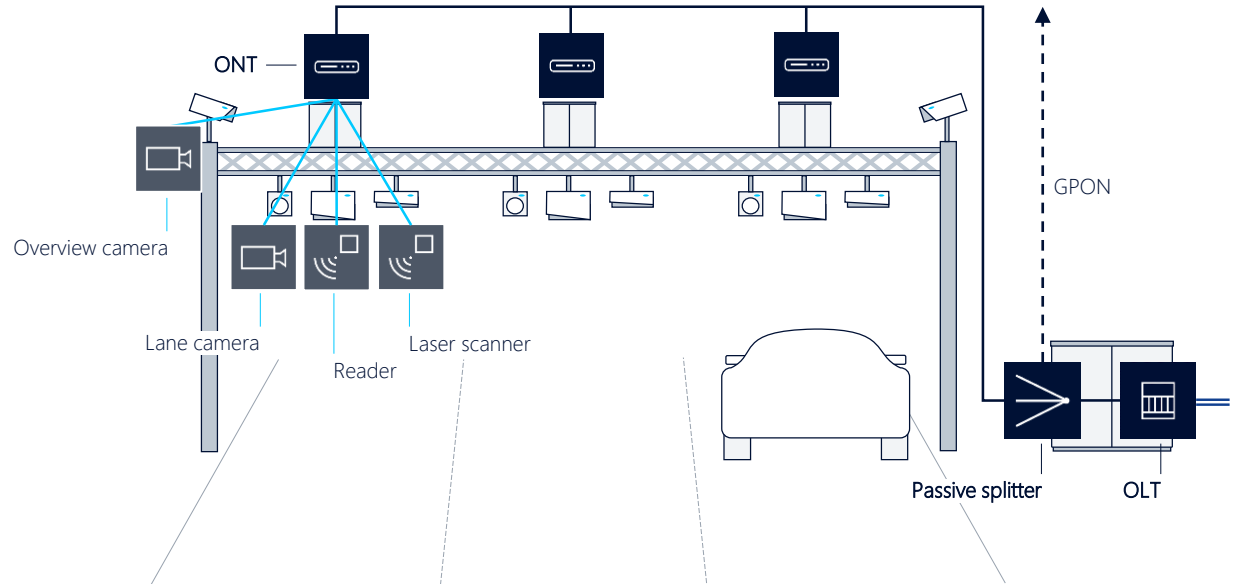 ONT
GPON
Overview camera
Lane camera
Laser scanner
Reader
Passive splitter
OLT